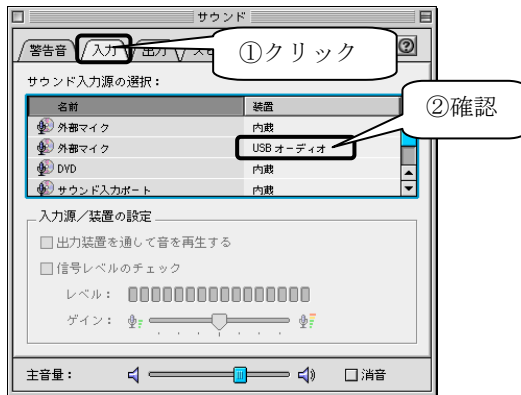 サウンド
警告音 入力 出力
①クリック
サウンド入力源の選択：
名前 装置
外部マイク 内蔵
外部マイク USB オーディオ
②確認
DVD 内蔵
サウンド入力ポート 内蔵
入力源／装置の設定
出力装置を通して音を再生する
信号レベルのチェック
レベル：
ゲイン：
主音量： 消音